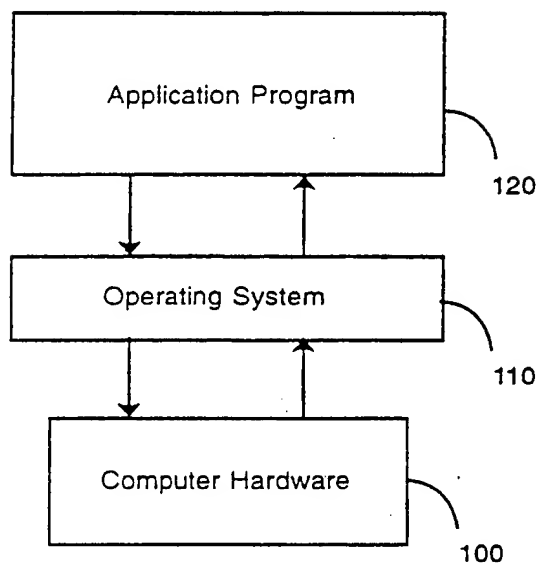 Application Program
120
Operating System
110
Computer Hardware
100